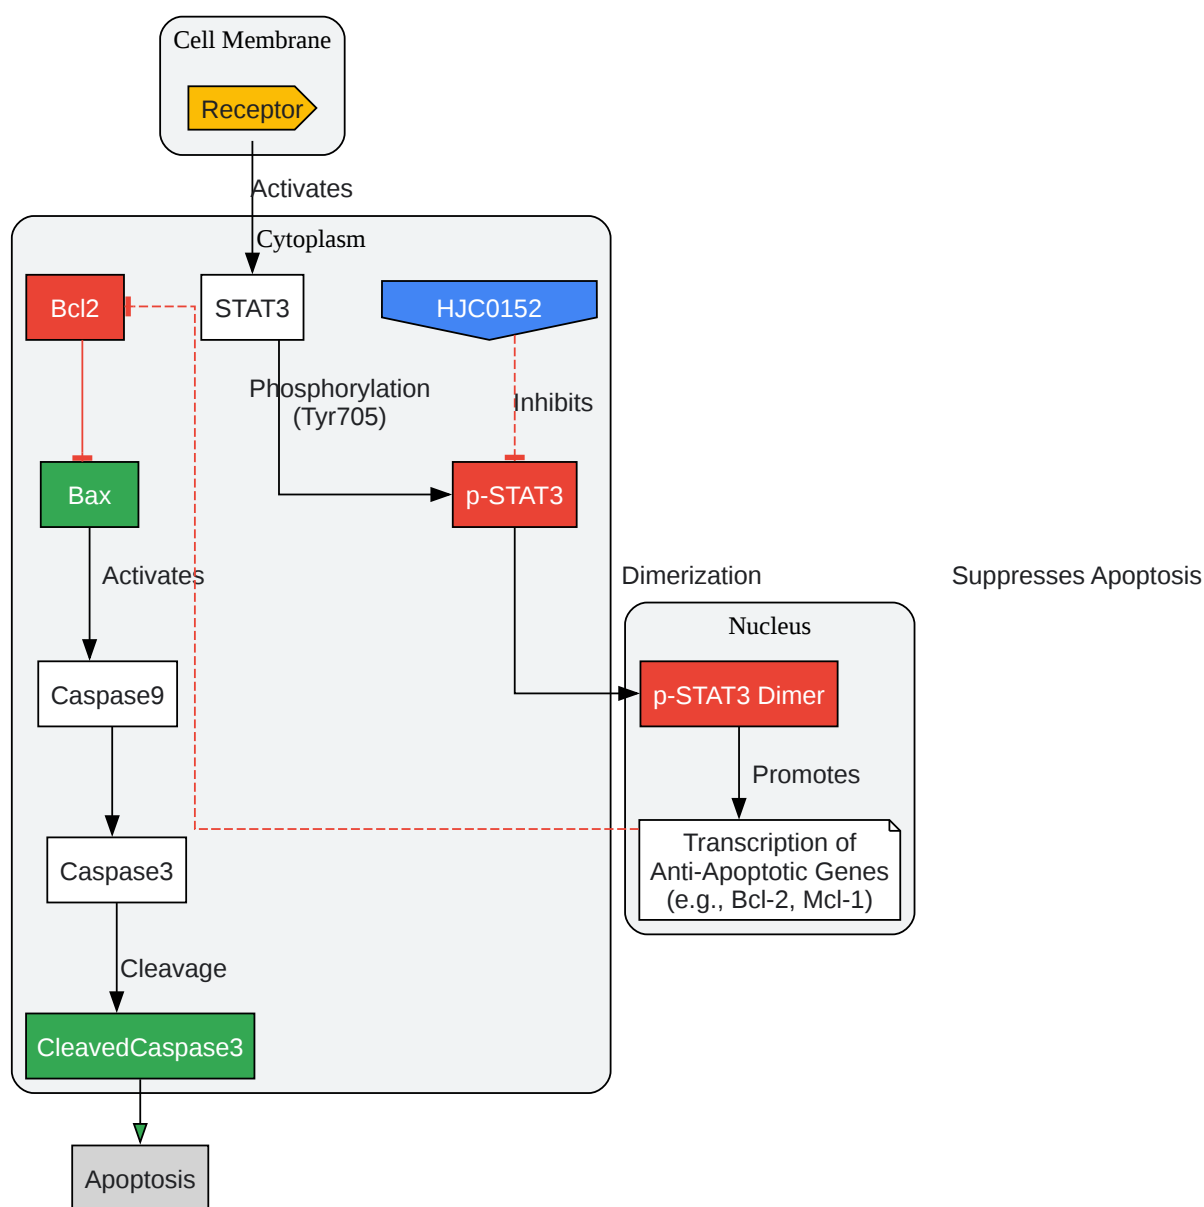 Cell Membrane
Receptor
Activates
Cytoplasm
Bcl2
STAT3
HJC0152
Phosphorylation
(Tyr705)
Inhibits
Bax
p-STAT3
Activates
Dimerization
Suppresses Apoptosis
Nucleus
Caspase9
p-STAT3 Dimer
Promotes
Transcription of
Anti-Apoptotic Genes
(e.g., Bcl-2, Mcl-1)
Caspase3
Cleavage
CleavedCaspase3
Apoptosis